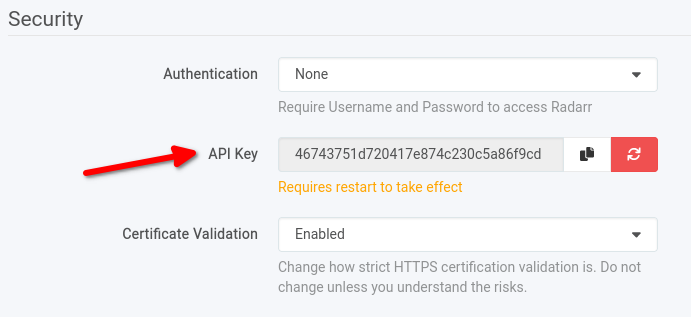 Security
Authentication
None
Require Username and Password to access Radarr
API Key
46743751d720417e874c230c5a86f9cd
Requires restart to take effect
Certificate Validation
Enabled
Change how strict HTTPS certification validation is. Do not
change unless you understand the risks.